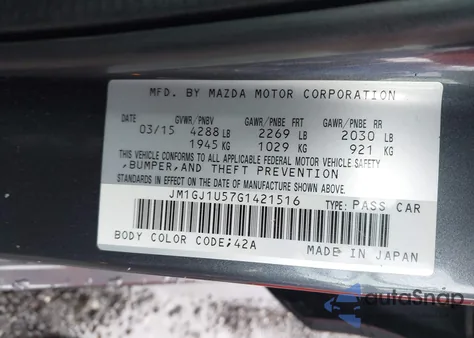 MFD. BY MAZDA MOTOR CORPORATION
DATE GVWR/PNBV GAWR/PNBE FRT GAWR/PNBE RR
03/15 4288 LB 2269 LB 2030 LB
1945 KG 1029 KG 921 KG
THIS VEHICLE CONFORMS TO ALL APPLICABLE FEDERAL MOTOR VEHICLE SAFETY
,BUMPER,AND THEFT PREVENTION
STANDARDS IN EFFECT ON THE DATE OF MANUFACTURE SHOWN ABOVE.
JM1GJ1U57G1421516 TYPE: PASS CAR
BODY COLOR CODE;42A MADE IN JAPAN
autoSnap